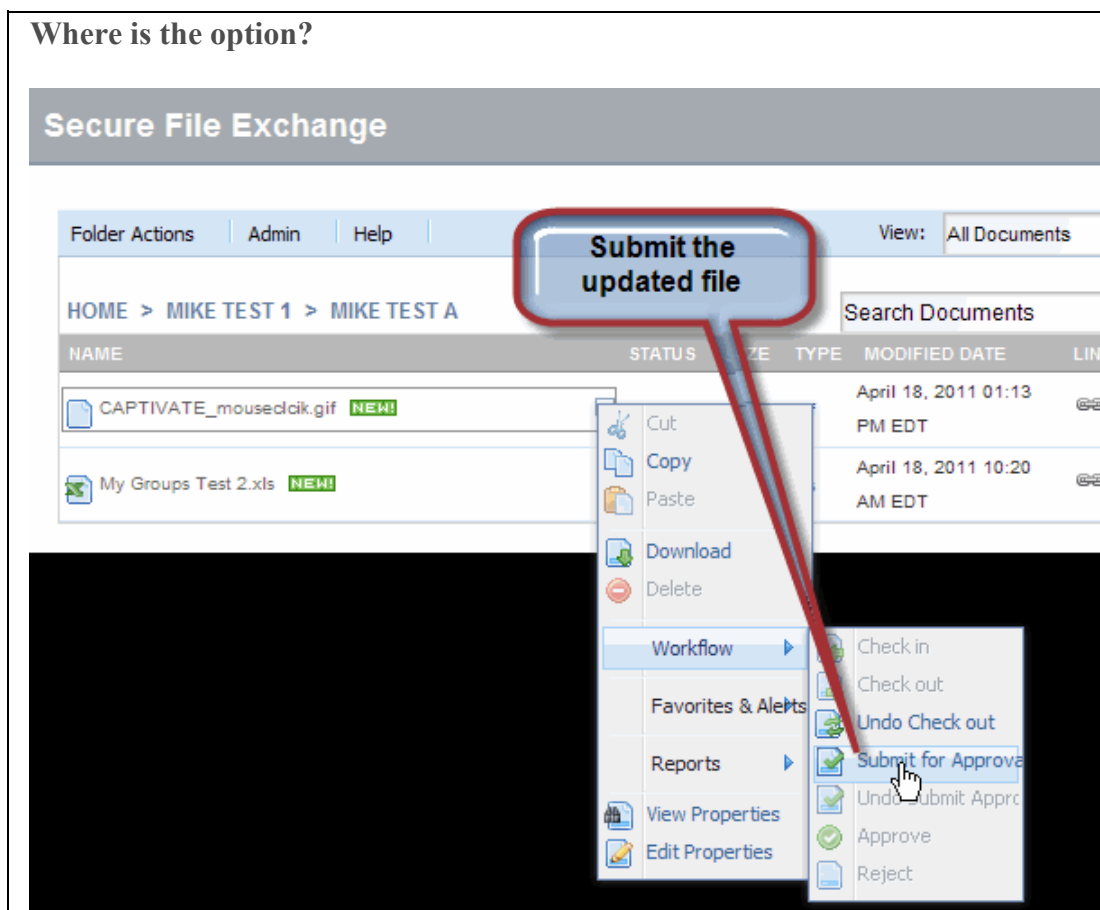 Where is the option?
Secure File Exchange
Folder Actions Admin Help View: All Documents
Submit the
updated file
HOME > MIKE TEST 1 > MIKE TEST A Search Documents
NAME STATUS TYPE MODIFIED DATE
CAPTIVATE_mousedcik.gif NEW! April 18, 2011 01:13
PM EDT
My Groups Test 2.xls NEW! April 18, 2011 10:20
AM EDT
Cut
Copy
Paste
Download
Delete
Workflow
Favorites & Alerts
Reports
View Properties
Edit Properties
Check in
Check out
Undo Check out
Submit for Approva
Undo Submit Appro
Approve
Reject